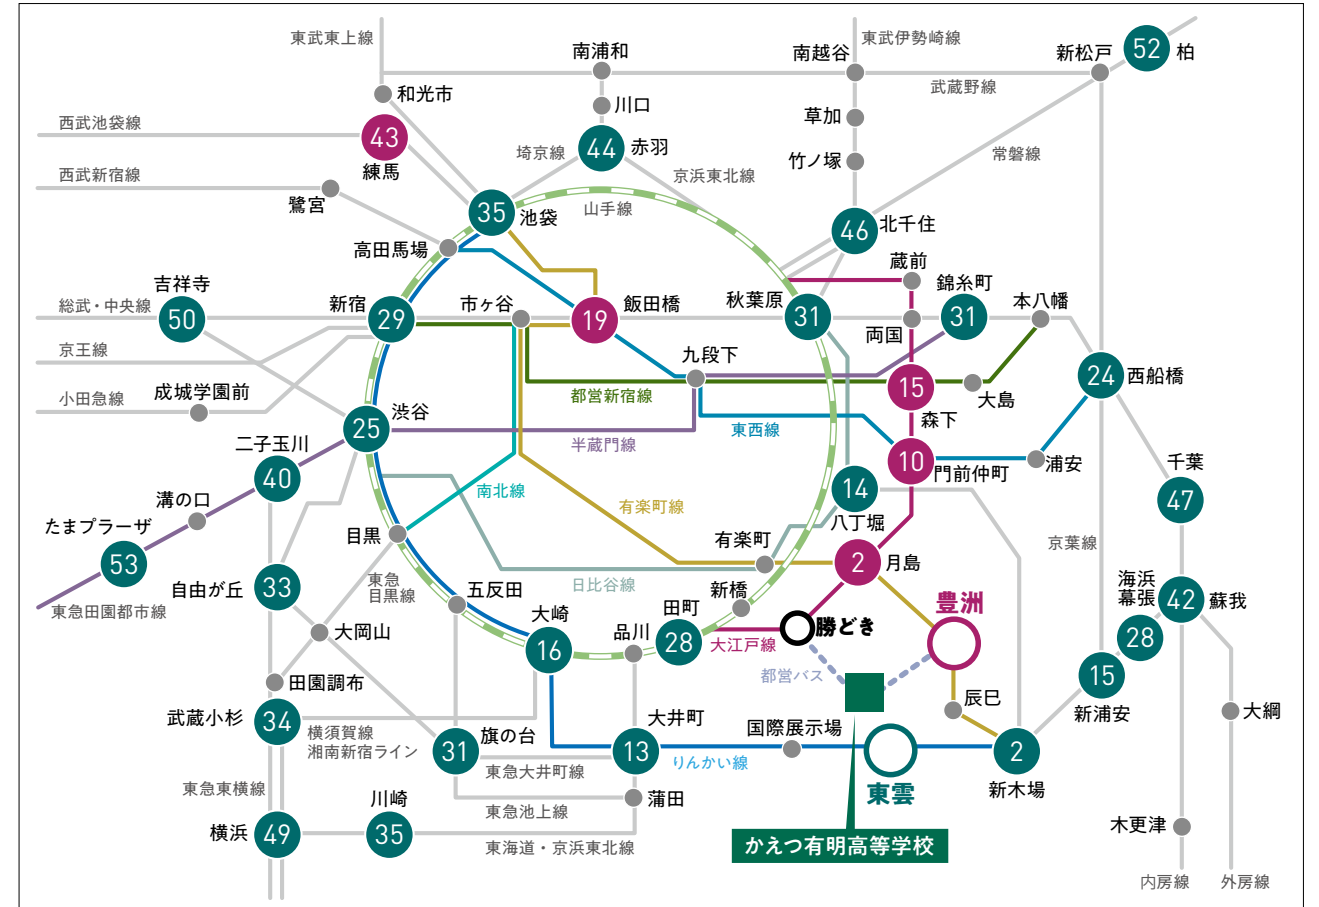 東武東上線
南浦和
南越谷
東武伊勢崎線
新松戸
52
柏
和光市
川口
武蔵野線
西武池袋線
43
練馬
埼京線
44
赤羽
草加
竹ノ塚
常磐線
京浜東北線
西武新宿線
鷺宮
35
池袋
山手線
46
北千住
高田馬場
蔵前
吉祥寺
総武・中央線
50
新宿
29
市ヶ谷
19
飯田橋
秋葉原
31
両国
錦糸町
31
本八幡
京王線
九段下
24
西船橋
小田急線
成城学園前
都営新宿線
15
森下
大島
渋谷
25
半蔵門線
東西線
二子玉川
40
10
門前仲町
浦安
千葉
47
溝の口
南北線
有楽町線
14
八丁堀
たまプラーザ
53
目黒
有楽町
2
月島
京葉線
東急田園都市線
自由が丘
33
東急
目黒線
日比谷線
五反田
新橋
豊洲
海浜
幕張
42
蘇我
大岡山
大崎
16
品川
田町
28
大江戸線
勝どき
28
都営バス
15
新浦安
田園調布
辰巳
武蔵小杉
34
横須賀線
湘南新宿ライン
31
旗の台
大井町
13
りんかい線
国際展示場
東雲
2
新木場
大網
東急大井町線
東急東横線
川崎
東急池上線
蒲田
横浜
49
35
東海道・京浜東北線
かえつ有明高等学校
木更津
内房線
外房線